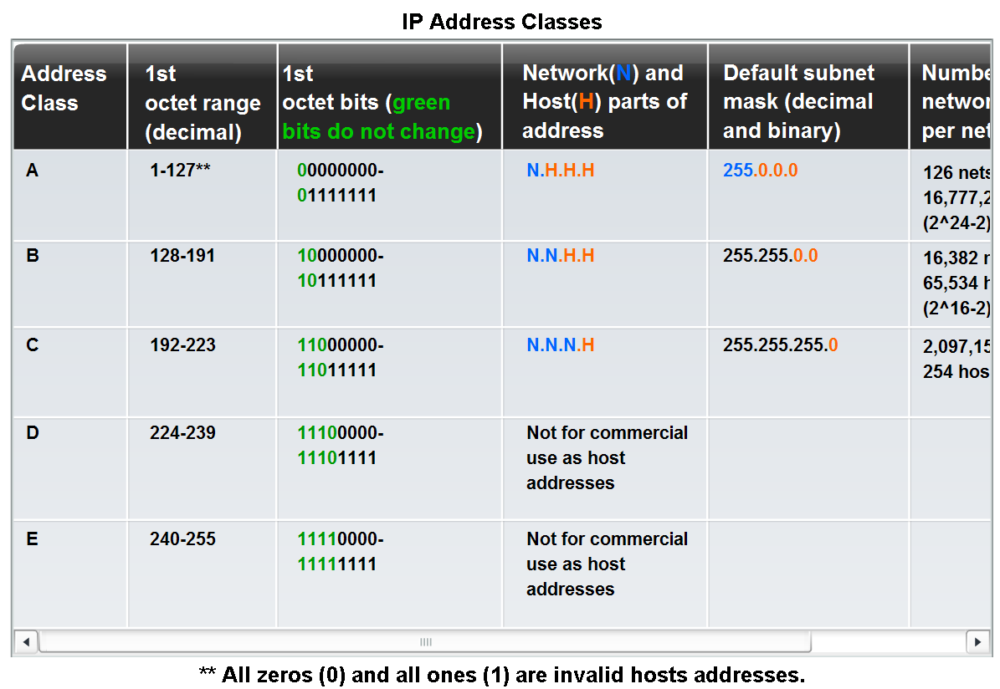 IP Address Classes
Address
Class
1st
octet range
(decimal)
1st
octet bits (green
bits do not change)
Network(N) and
Host(H) parts of
address
Default subnet
mask (decimal
and binary)
Numbe
networ
per net
A
1-127**
00000000-
01111111
N.H.H.H
255.0.0.0
126 nets
16,777,2
(2^24-2)
B
128-191
10000000-
10111111
N.N.H.H
255.255.0.0
16,382 n
65,534 h
(2^16-2)
C
192-223
11000000-
11011111
N.N.N.H
255.255.255.0
2,097,15
254 hos
D
224-239
11100000-
11101111
Not for commercial
use as host
addresses
E
240-255
11110000-
11111111
Not for commercial
use as host
addresses
** All zeros (0) and all ones (1) are invalid hosts addresses.